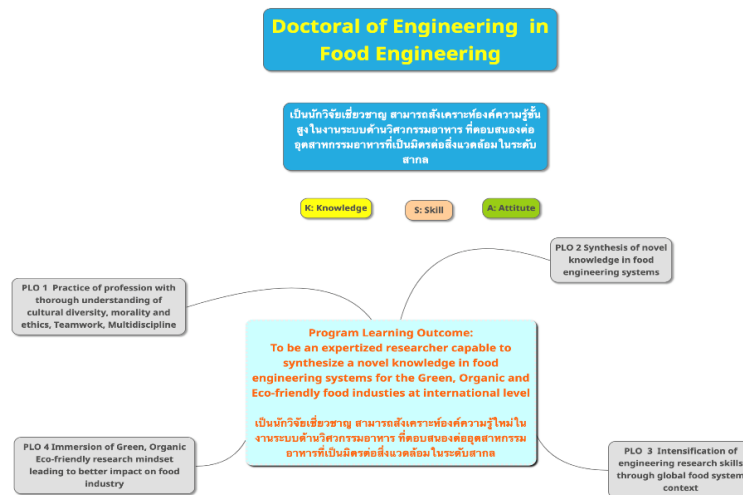 Doctoral of Engineering in
Food Engineering
เป็นนักวิจัยเชี่ยวชาญ สามารถสังเคราะห์องค์ความรู้ขั้น
สูงในงานระบบด้านวิศวกรรมอาหาร ที่ตอบสนองต่อ
อุตสาหกรรมอาหารที่เป็นมิตรต่อสิ่งแวดล้อม ในระดับ
สากล
K: Knowledge
S: Skill
A: Attitute
PLO 2 Synthesis of novel
knowledge in food
engineering systems
PLO 1 Practice of profession with
thorough understanding of
cultural diversity, morality and
ethics, Teamwork, Multidiscipline
Program Learning Outcome:
To be an expertized researcher capable to
synthesize a novel knowledge in food
engineering systems for the Green, Organic and
Eco-friendly food industies at international level
เป็นนักวิจัยเชี่ยวชาญ สามารถสังเคราะห์องค์ความรู้ใหม่ใน
งานระบบด้านวิศวกรรมอาหาร ที่ตอบสนองต่ออุตสาหกรรม
อาหารที่เป็นมิตรต่อสิ่งแวดล้อมในระดับสากล
PLO 4 Immersion of Green, Organic
Eco-friendly research mindset
leading to better impact on food
industry
PLO 3 Intensification of
engineering research skills
through global food system
context